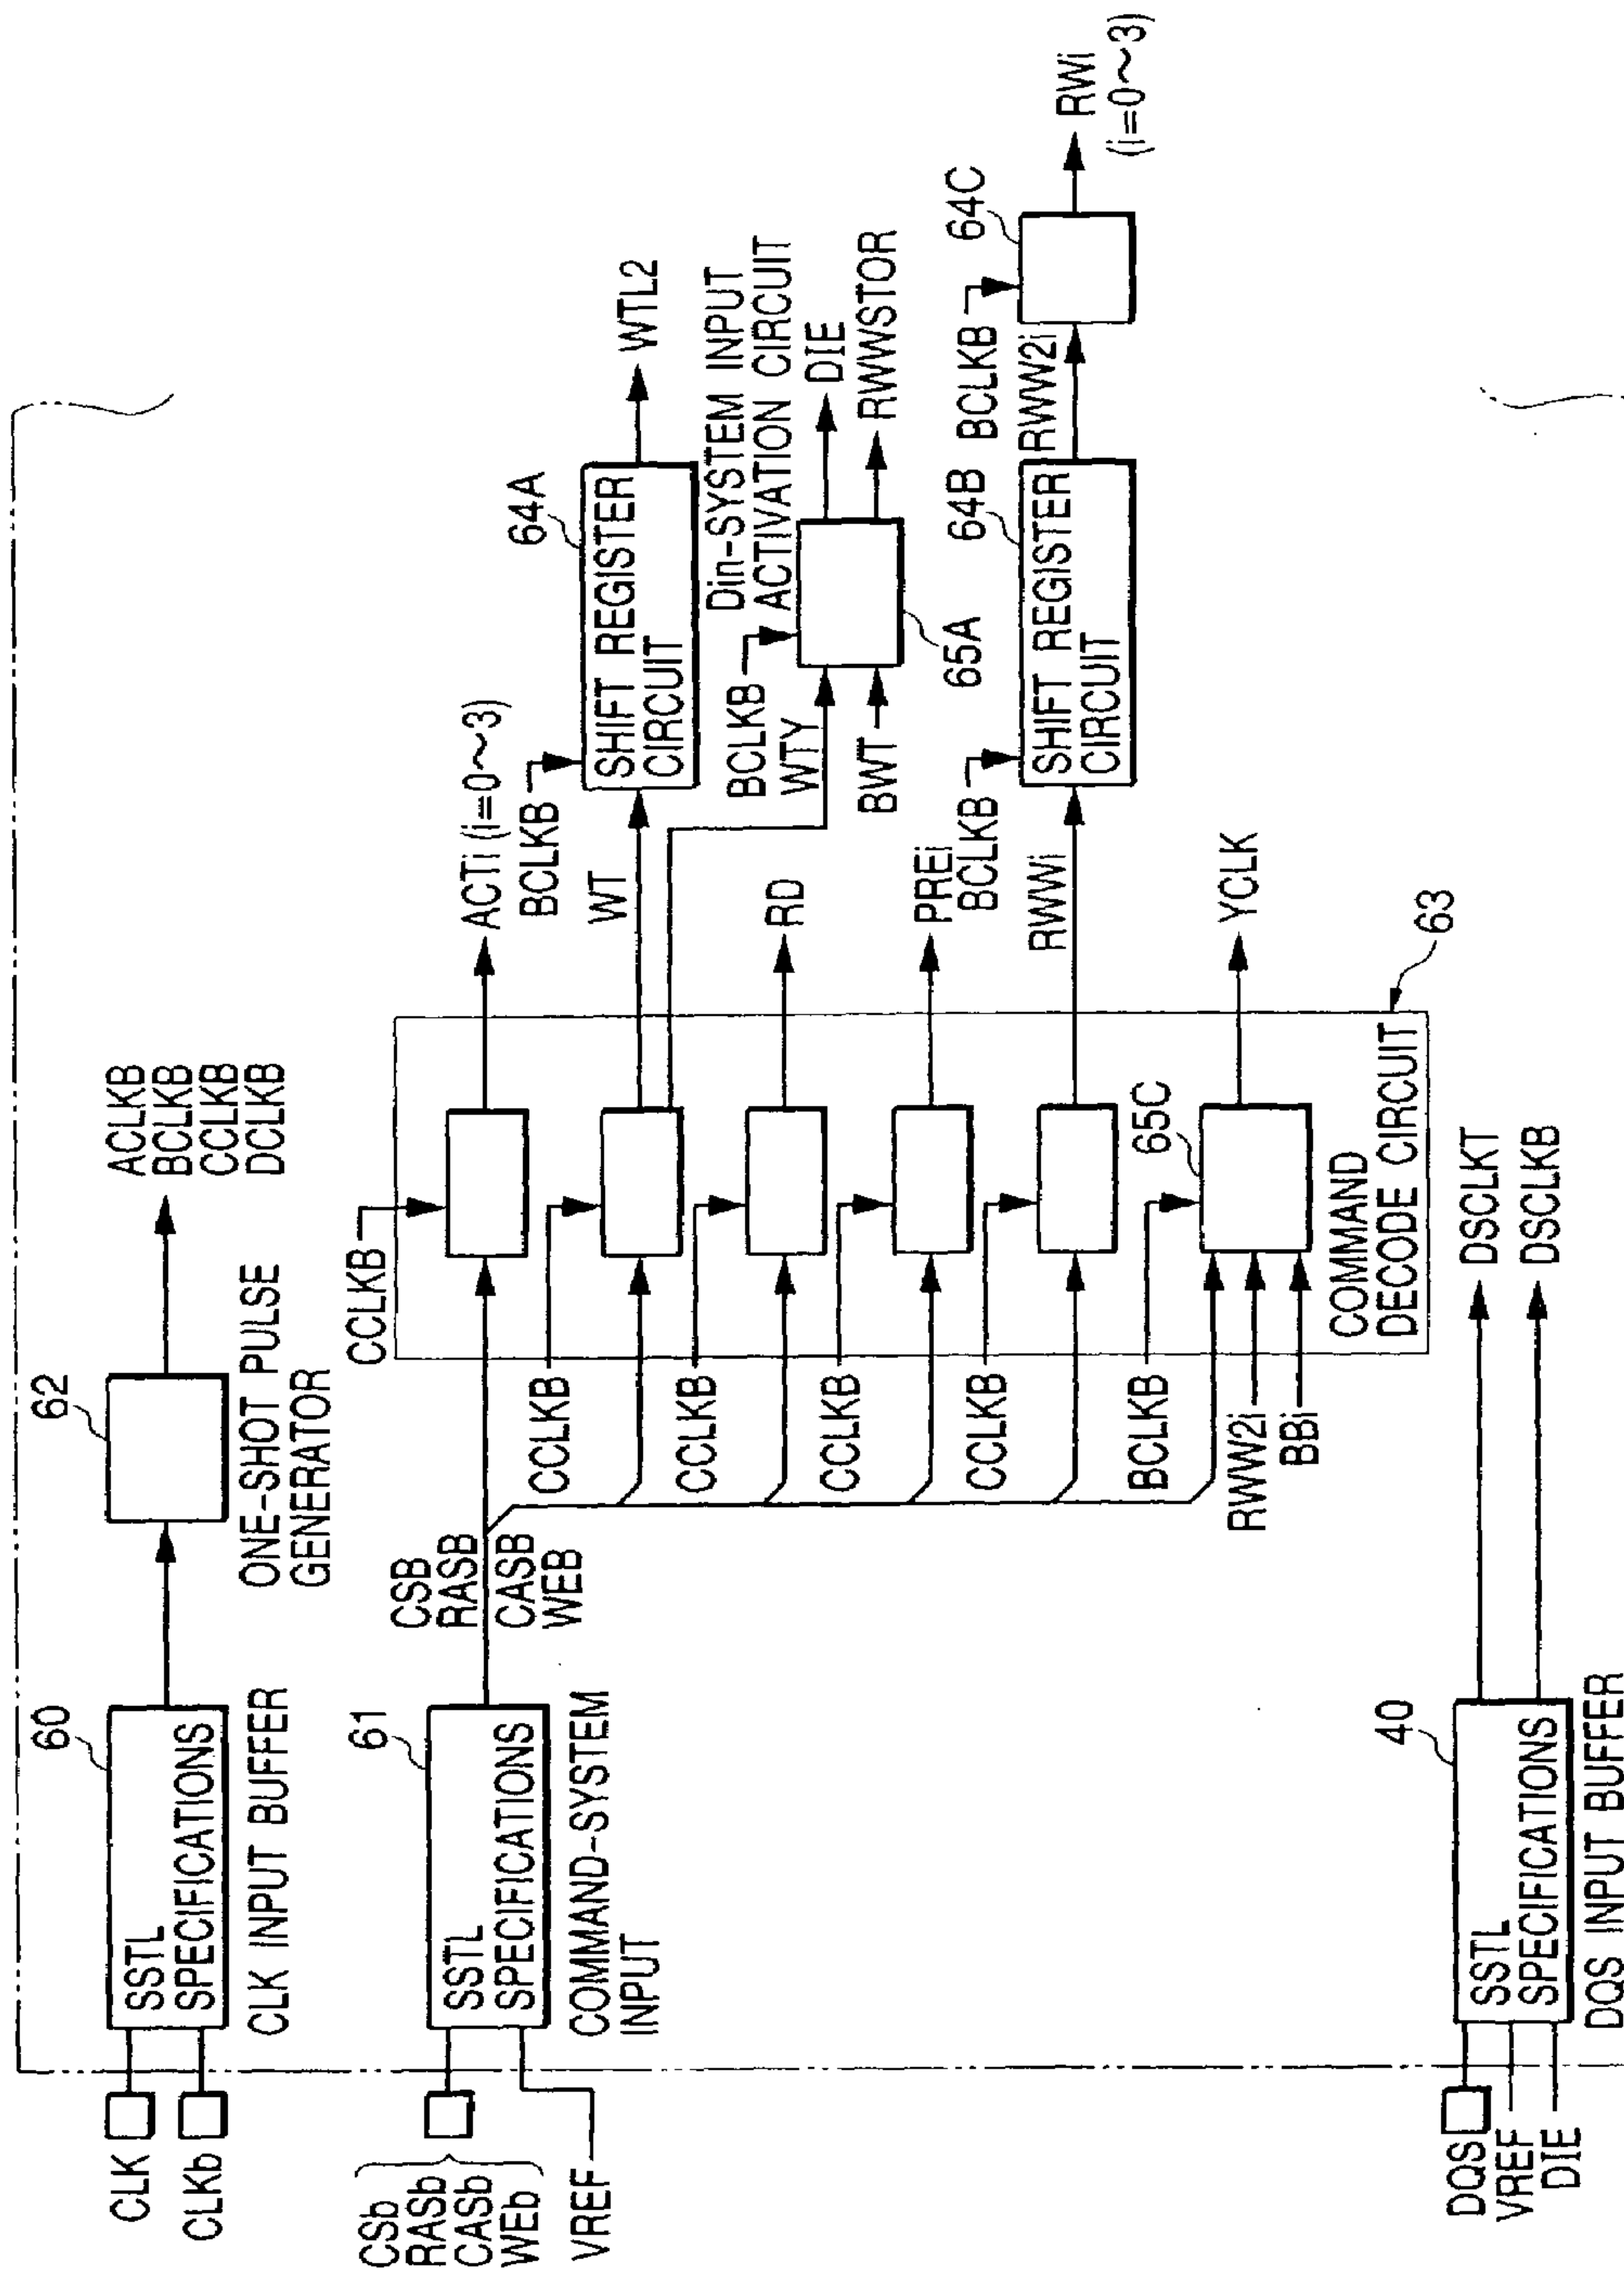 CLK
CLKb
60
SSTL
SPECIFICATIONS
CLK INPUT BUFFER
62
ONE-SHOT PULSE
GENERATOR
ACLKB
BCLKB
CCLKB
DCLKB
CSb
RASb
CASb
WEb
VREF
61
SSTL
SPECIFICATIONS
COMMAND-SYSTEM
INPUT
CSB
RASB
CASB
WEB
CCLKB
ACTi (i=0~3)
CCLKB
WT
BCLKB
64A
SHIFT REGISTER
CIRCUIT
WTL2
CCLKB
RD
BCLKB
WTY
BWT
65A
Din-SYSTEM INPUT
ACTIVATION CIRCUIT
DIE
RWWSTOR
CCLKB
PREi
CCLKB
RWWi
BCLKB
64B
SHIFT REGISTER
CIRCUIT
RWW2i
BCLKB
64C
RWi
(i=0~3)
BCLKB
RWW2i
BBi
65C
YCLK
COMMAND
DECODE CIRCUIT
63
DQS
VREF
DIE
40
SSTL
SPECIFICATIONS
DQS INPUT BUFFER
DSCLKT
DSCLKB